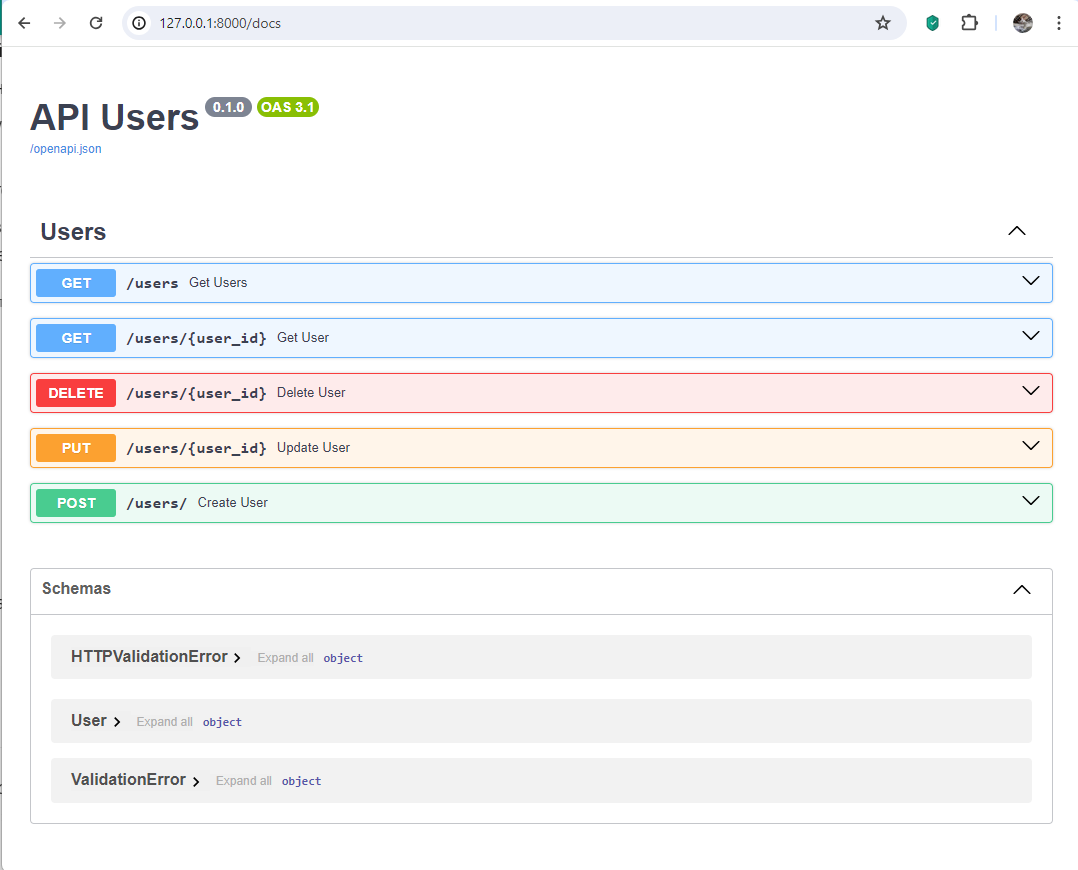 127.0.0.1:8000/docs
API Users 0.1.0 OAS 3.1
/openapi.json
Users
GET /users Get Users
GET /users/{user_id} Get User
DELETE /users/{user_id} Delete User
PUT /users/{user_id} Update User
POST /users/ Create User
Schemas
HTTPValidationError Expand all object
User Expand all object
ValidationError Expand all object